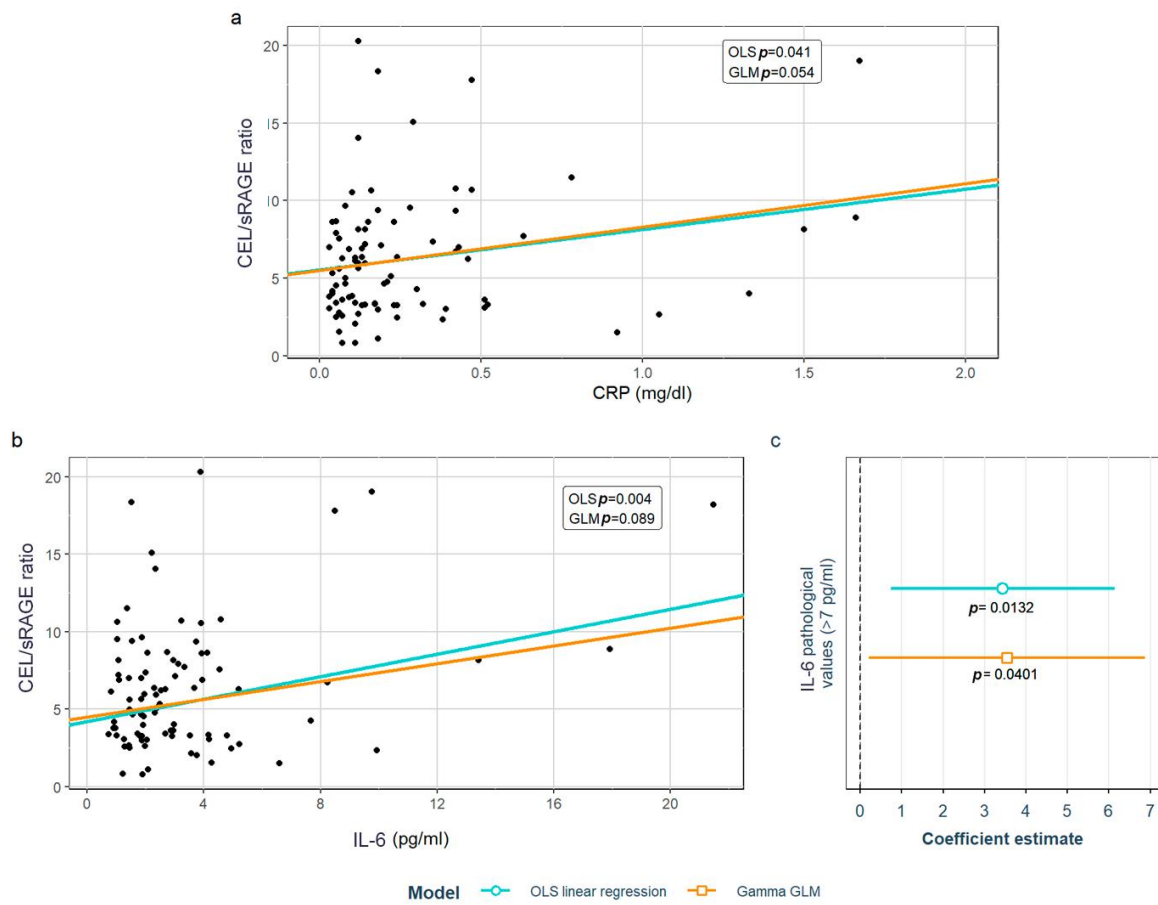 a
CEL/sRAGE ratio
20
15
10
5
0
OLS p=0.041
GLM p=0.054
0.0 0.5 1.0 1.5 2.0
CRP (mg/dl)
b
CEL/sRAGE ratio
20
15
10
5
0
OLS p=0.004
GLM p=0.089
0 4 8 12 16 20
IL-6 (pg/ml)
c
IL-6 pathological
values (>7 pg/ml)
p= 0.0132
p= 0.0401
0 1 2 3 4 5 6 7
Coefficient estimate
Model OLS linear regression Gamma GLM